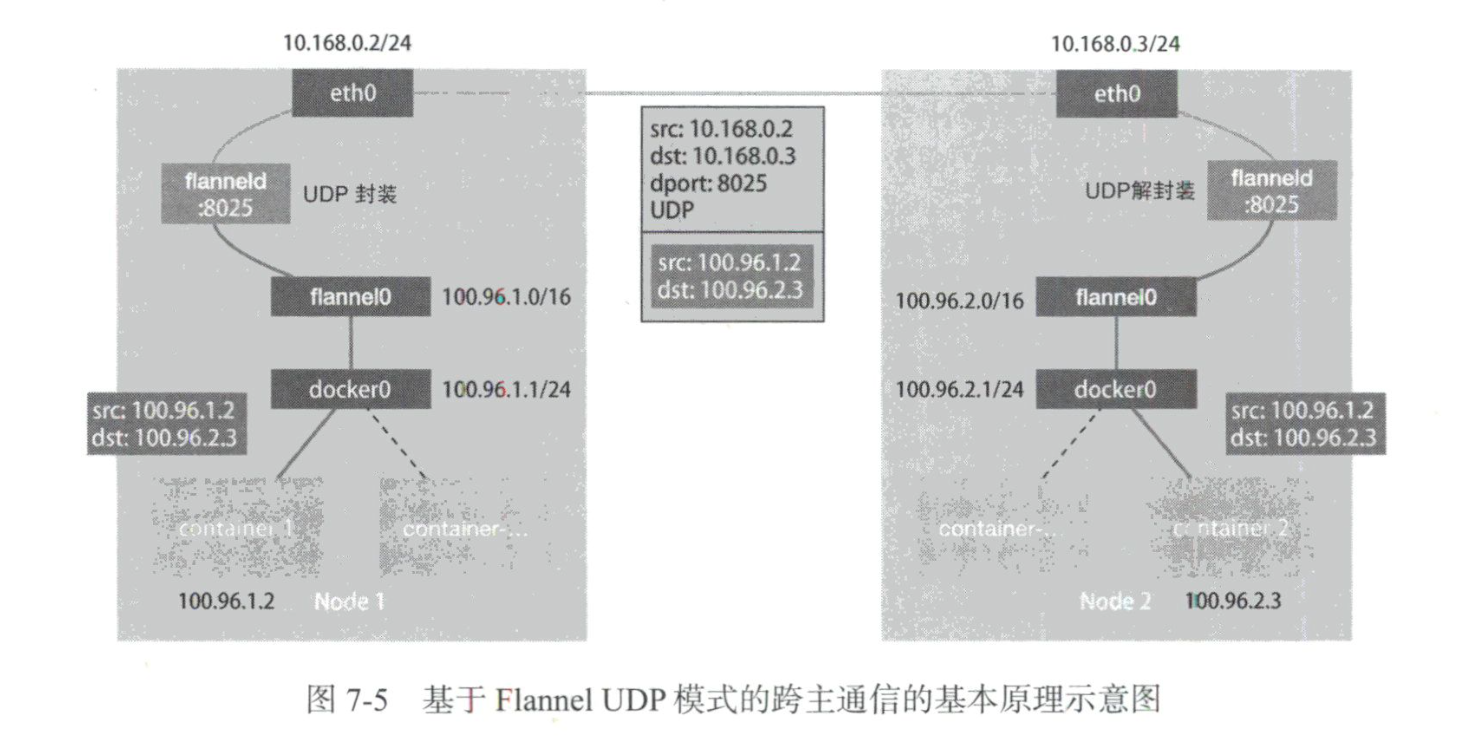 10.168.0.2/24
10.168.0.3/24
eth0
eth0
src: 10.168.0.2
dst: 10.168.0.3
dport: 8025
UDP
src: 100.96.1.2
dst: 100.96.2.3
flanneld
:8025
UDP 封装
UDP解封装
flanneld
:8025
flannel0
100.96.1.0/16
100.96.2.0/16
flannel0
docker0
100.96.1.1/24
100.96.2.1/24
docker0
src: 100.96.1.2
dst: 100.96.2.3
src: 100.96.1.2
dst: 100.96.2.3
container 1
container-...
container-...
container 2
100.96.1.2
Node 1
Node 2
100.96.2.3
图 7-5 基于 Flannel UDP 模式的跨主通信的基本原理示意图